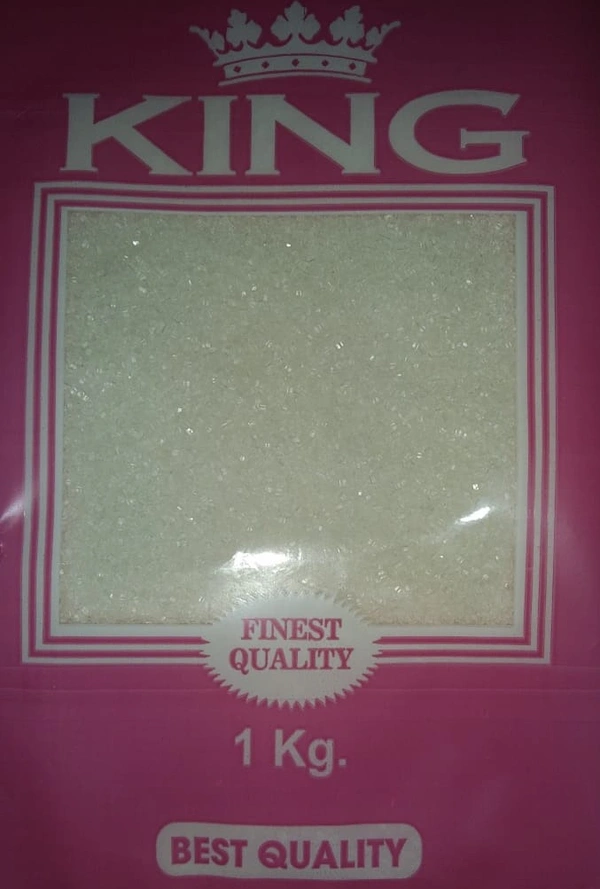 KING
FINEST
QUALITY
1 Kg.
BEST QUALITY